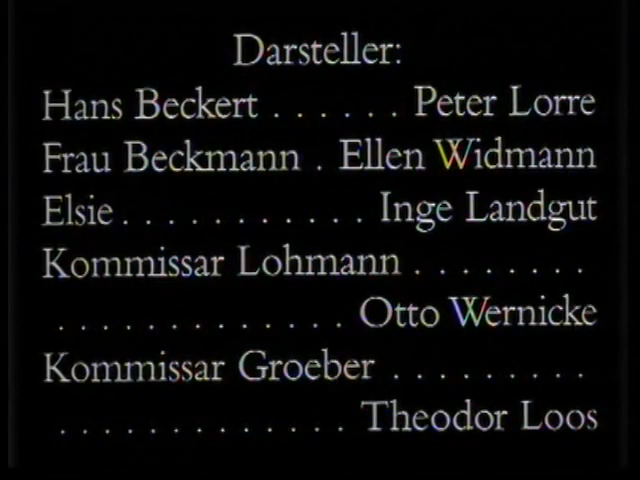 Darsteller:
Hans Beckert . . . . . . Peter Lorre
Frau Beckmann . Ellen Widmann
Elsie . . . . . . . . . . . Inge Landgut
Kommissar Lohmann . . . . . . . .
. . . . . . . . . . . . . Otto Wernicke
Kommissar Groeber . . . . . . . . .
. . . . . . . . . . . . . Theodor Loos